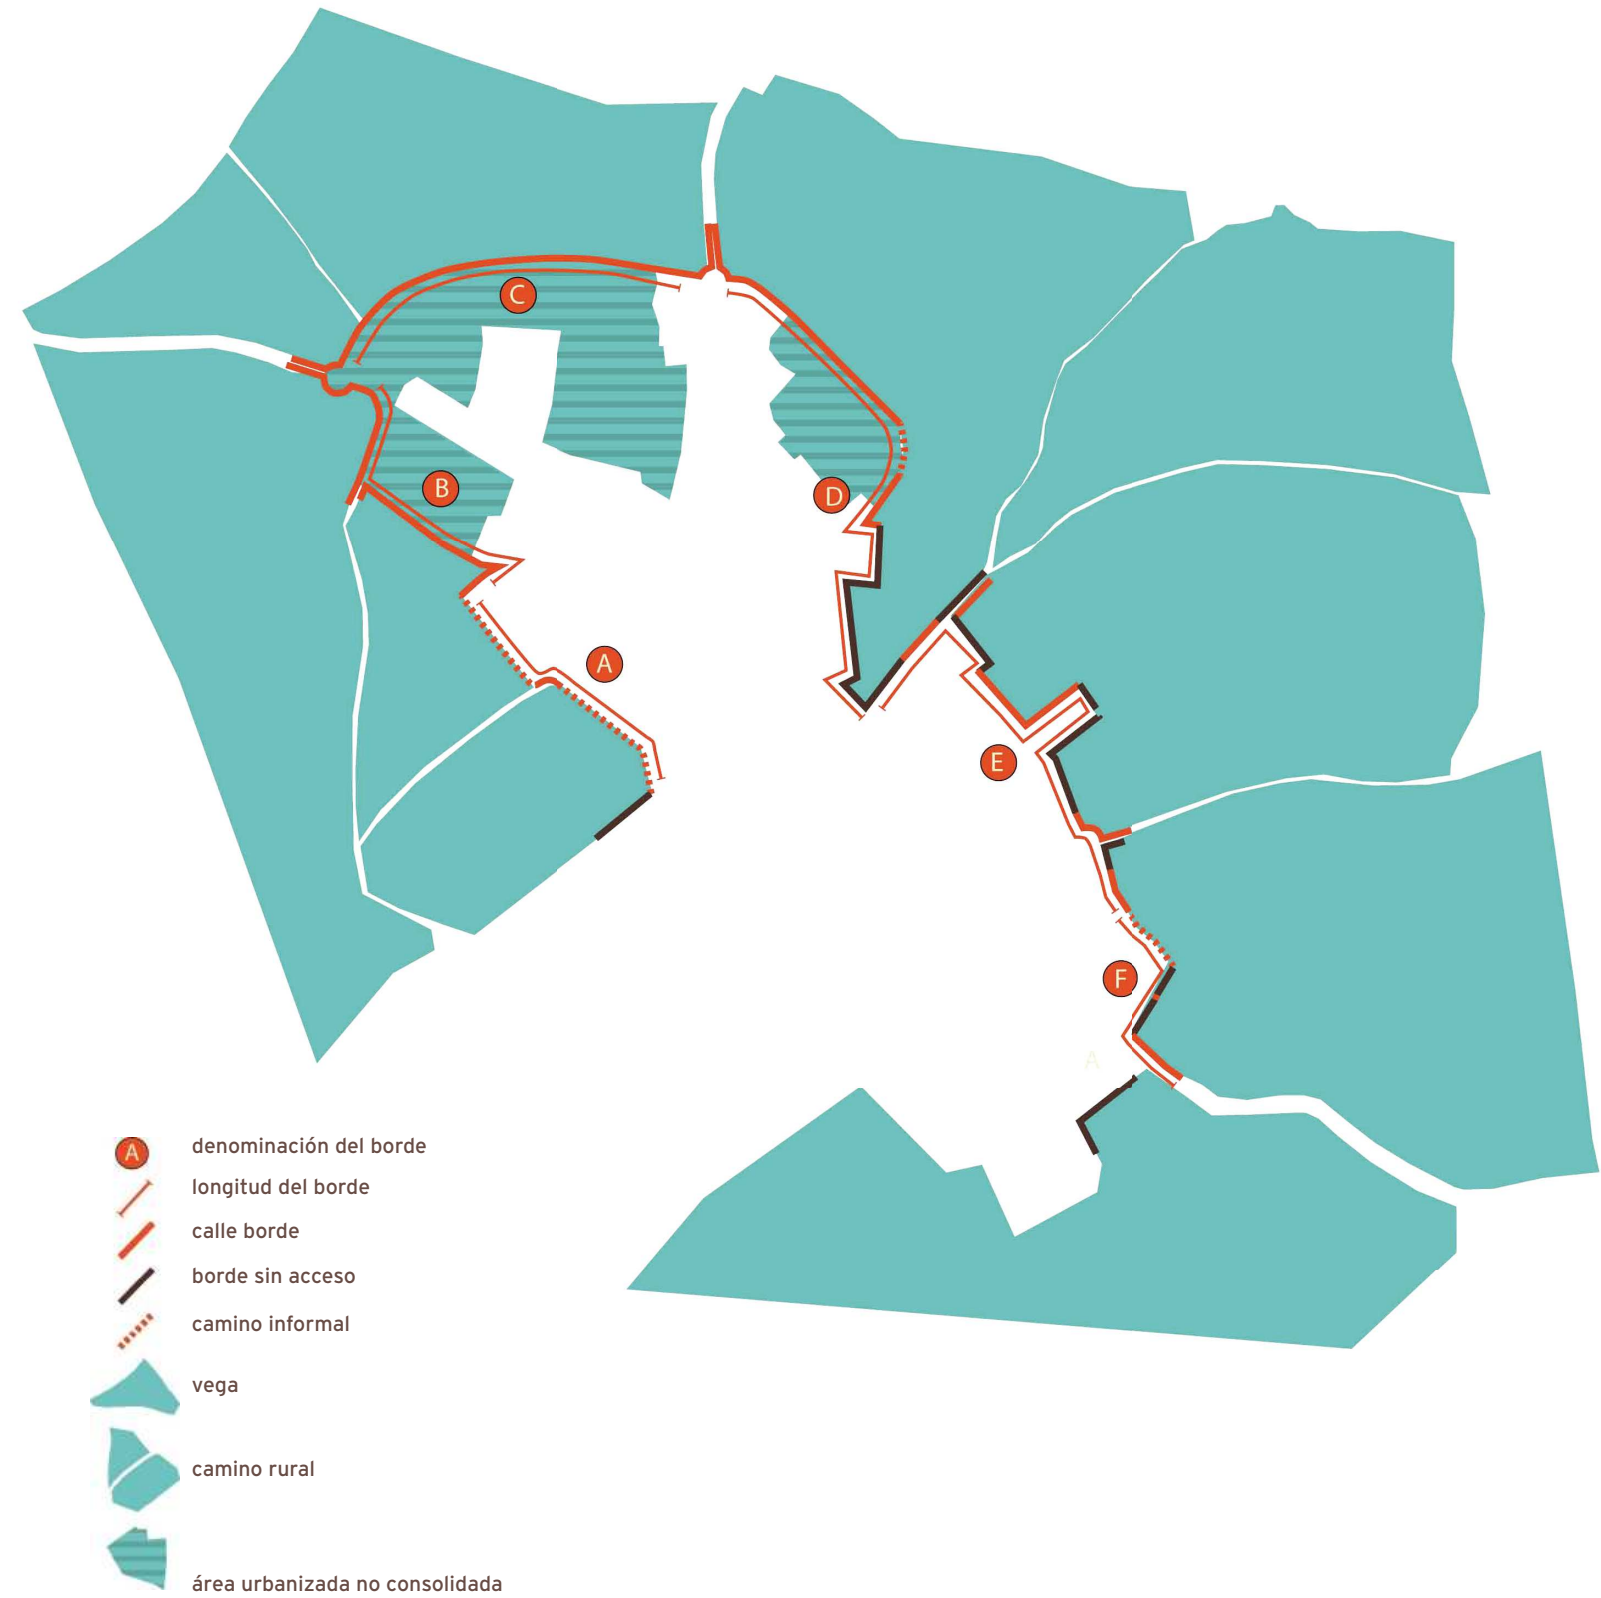 C
B
D
A
E
F
A
A denominación del borde
longitud del borde
calle borde
borde sin acceso
camino informal
vega
camino rural
área urbanizada no consolidada